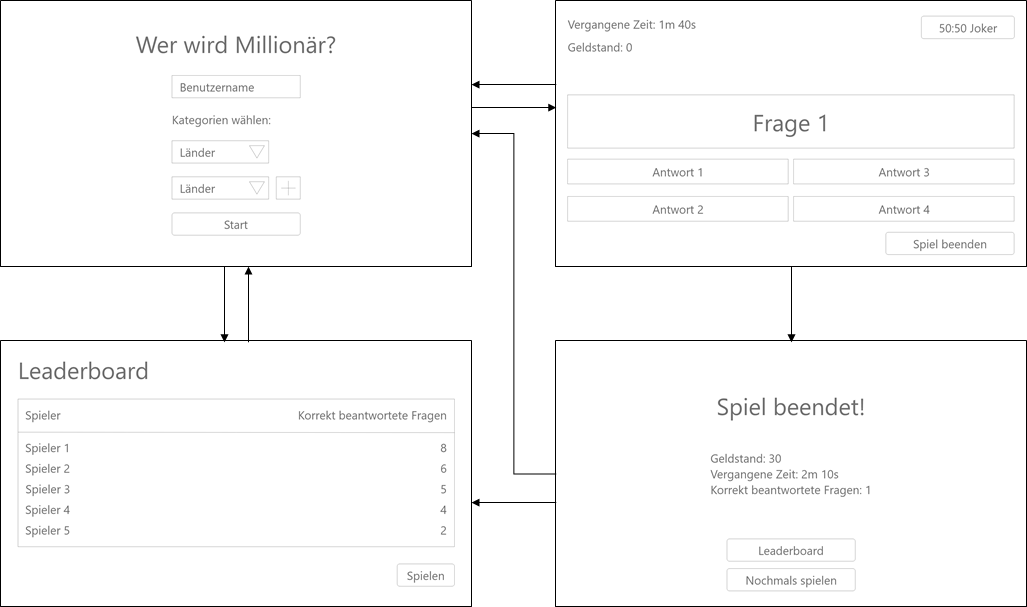 Wer wird Millionär?
Benutzername
Kategorien wählen:
Länder
Länder
Start
Vergangene Zeit: 1m 40s
50:50 Joker
Geldstand: 0
Frage 1
Antwort 1
Antwort 3
Antwort 2
Antwort 4
Spiel beenden
Leaderboard
Spieler Korrekt beantwortete Fragen
Spieler 1 8
Spieler 2 6
Spieler 3 5
Spieler 4 4
Spieler 5 2
Spielen
Spiel beendet!
Geldstand: 30
Vergangene Zeit: 2m 10s
Korrekt beantwortete Fragen: 1
Leaderboard
Nochmals spielen